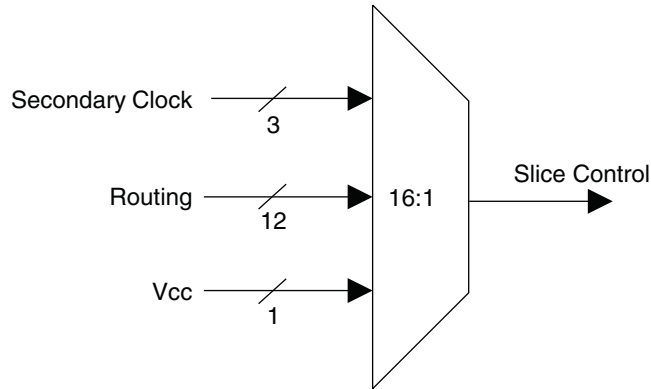 Secondary Clock
3
Routing
12
Vcc
1
16:1
Slice Control